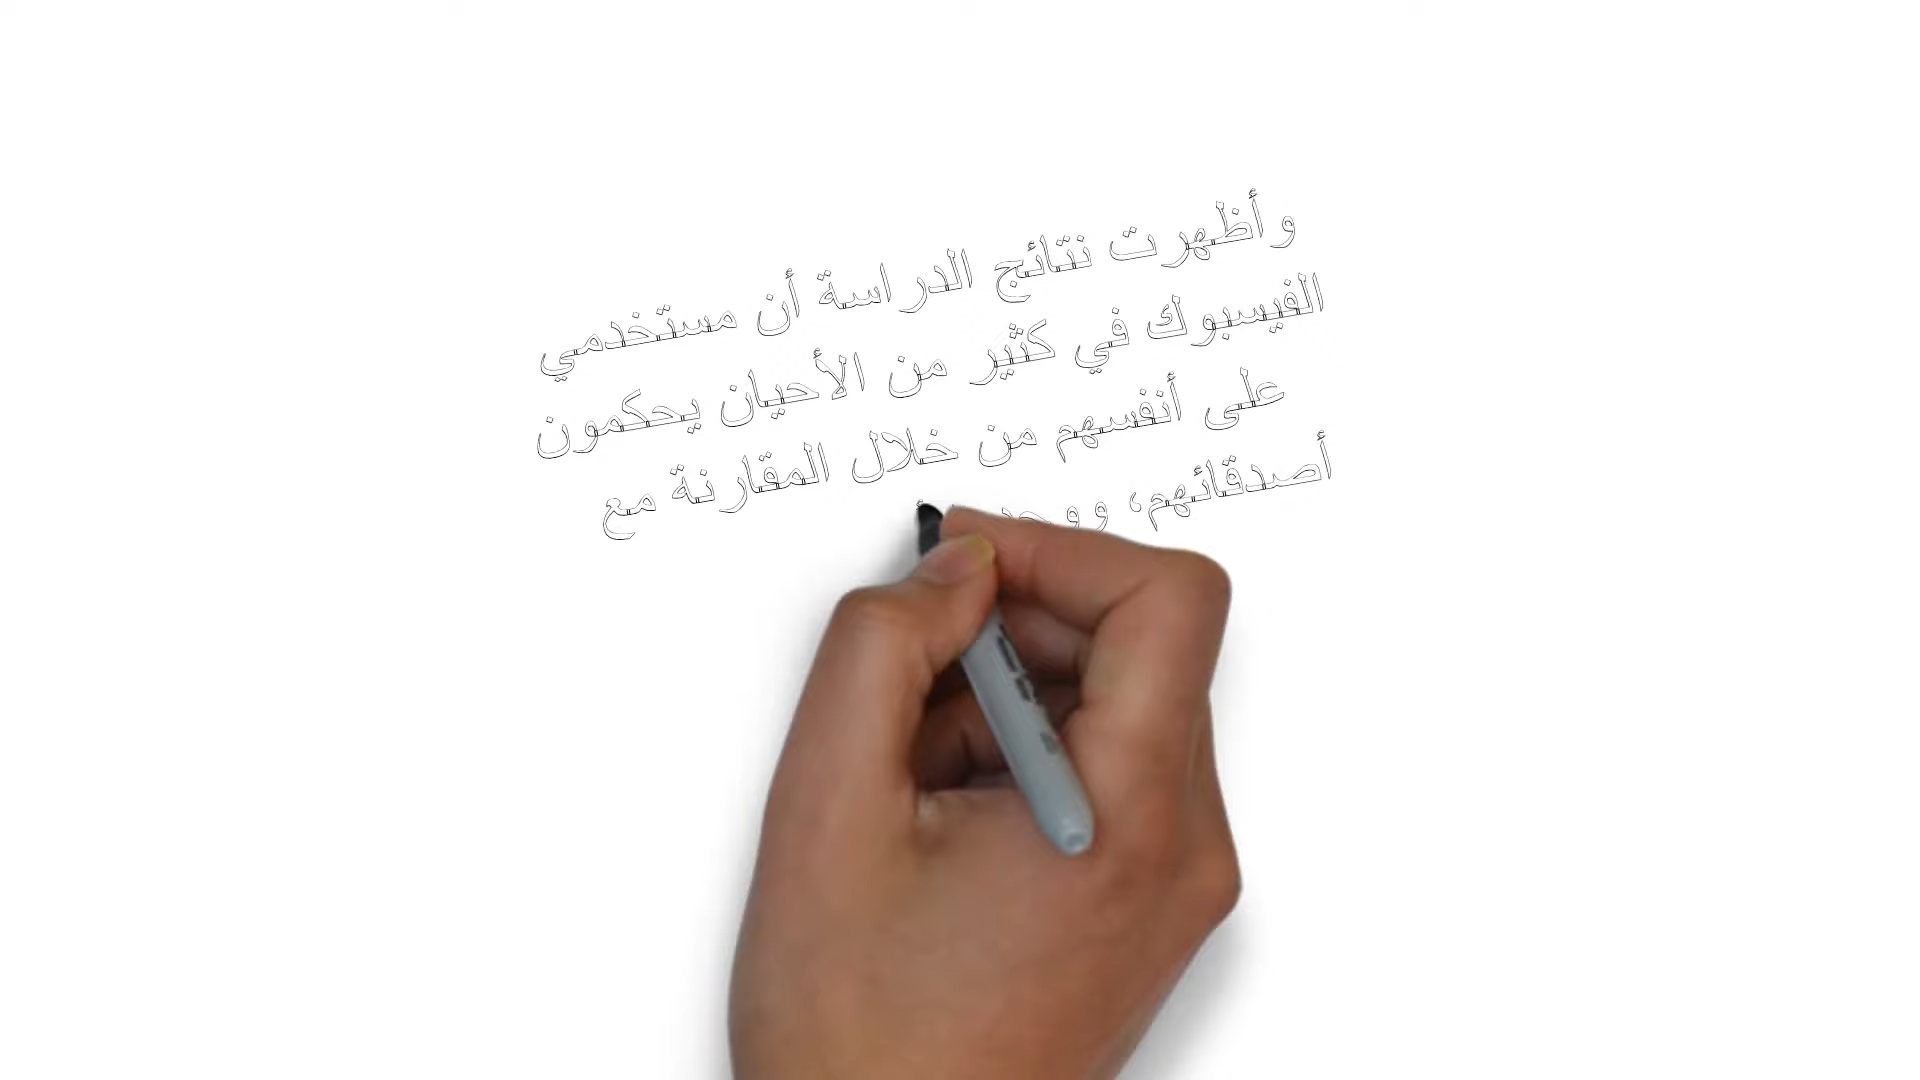 وأظهرت نتائج الدراسة أن مستخدمي
الفيسبوك في كثير من الأحيان يحكمون
على أنفسهم من خلال المقارنة مع
أصدقائهم،